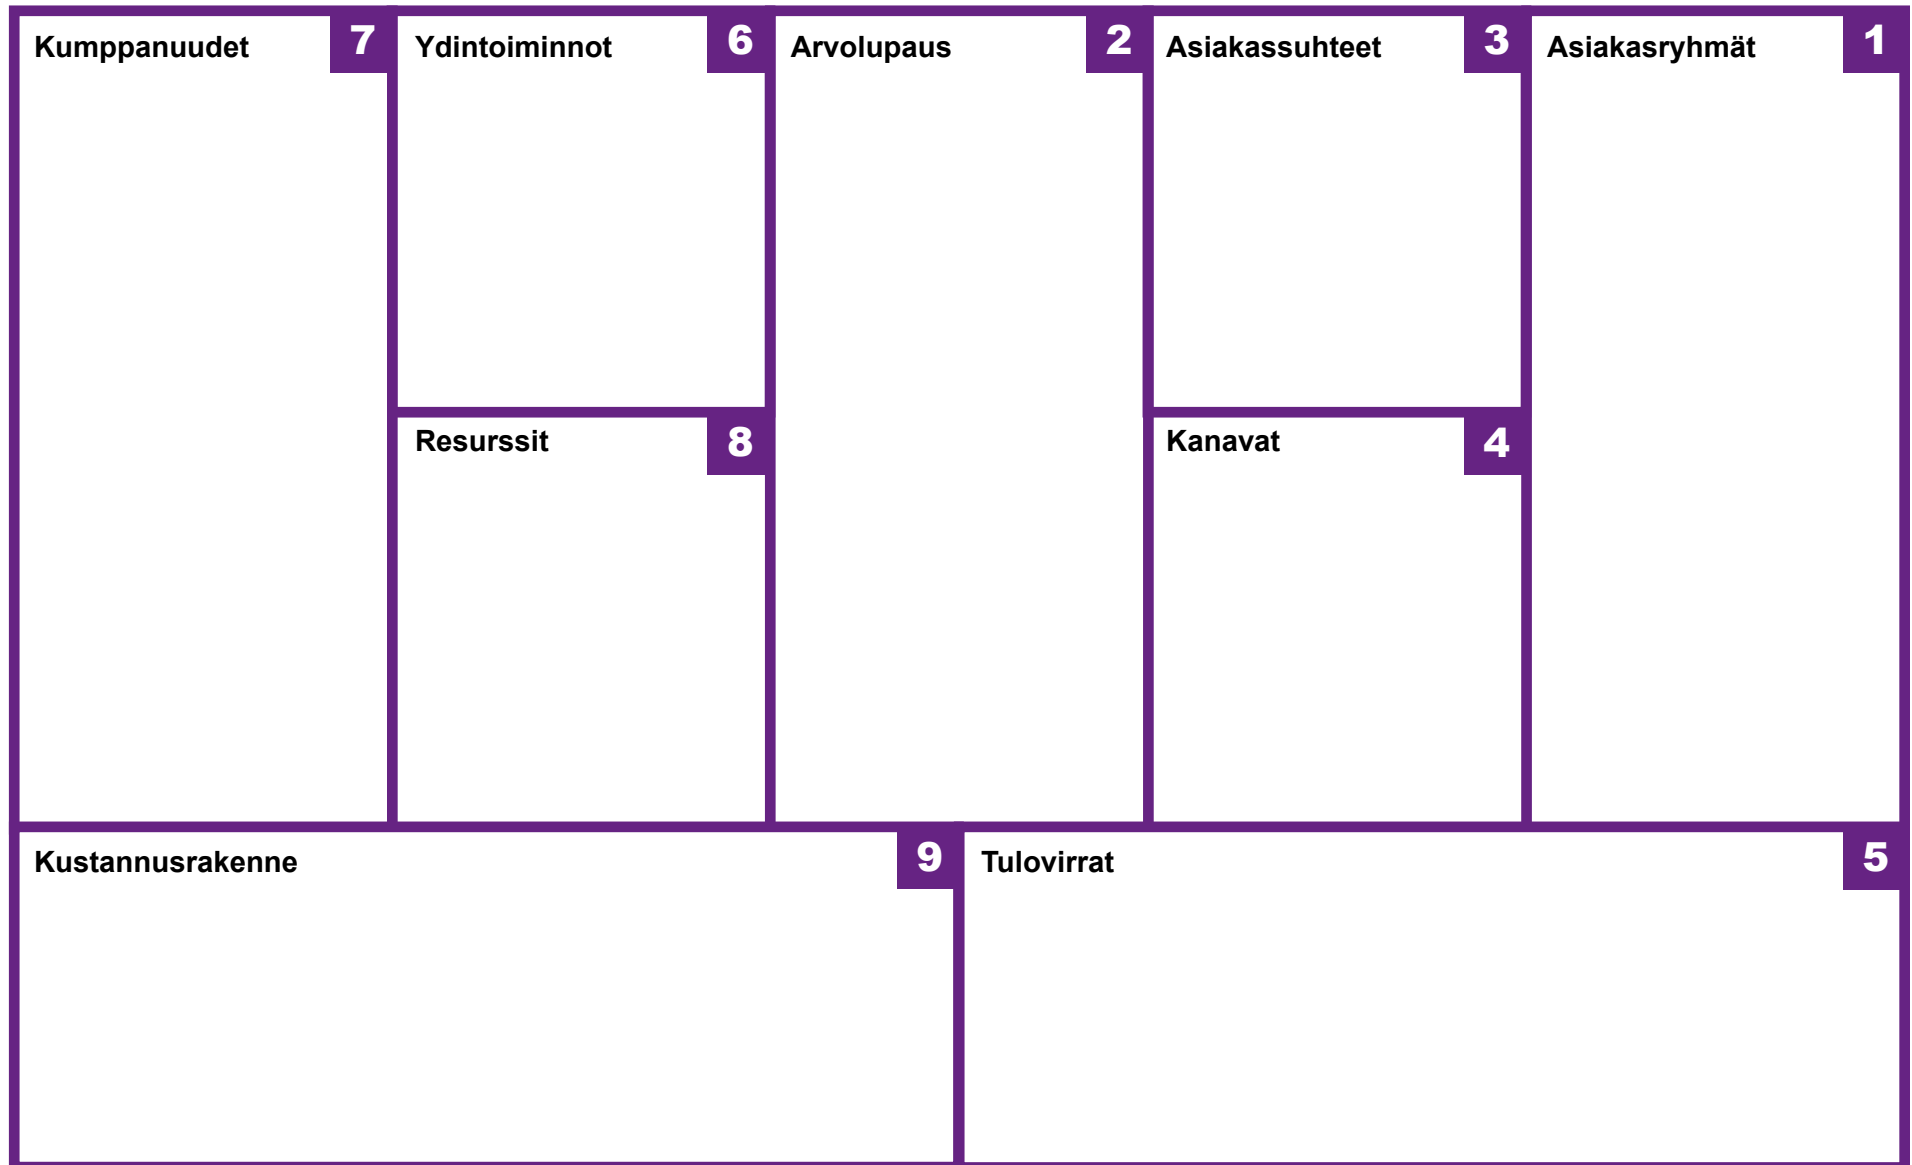 Kumppanuudet 7
Ydintoiminnot 6
Arvolupaus 2
Asiakassuhteet 3
Asiakasryhmät 1
Resurssit 8
Kanavat 4
Kustannusrakenne 9
Tulovirrat 5